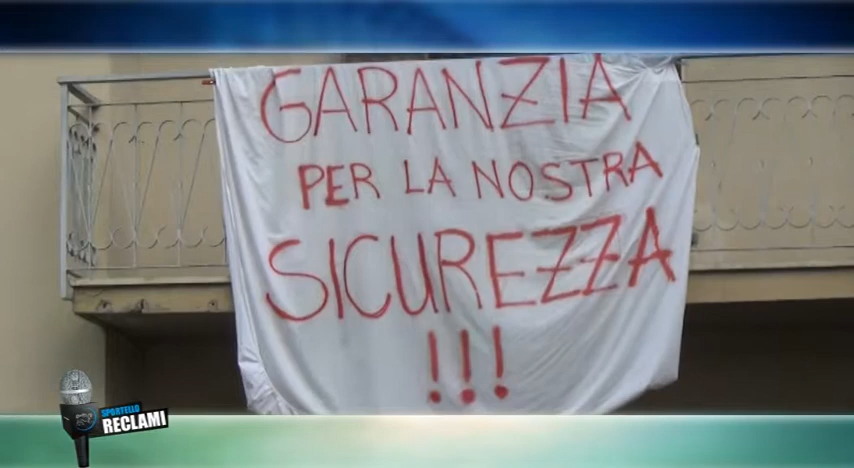 GARANZIA
PER LA NOSTRA
SICUREZZA
!!!
SPORTELLO
RECLAMI